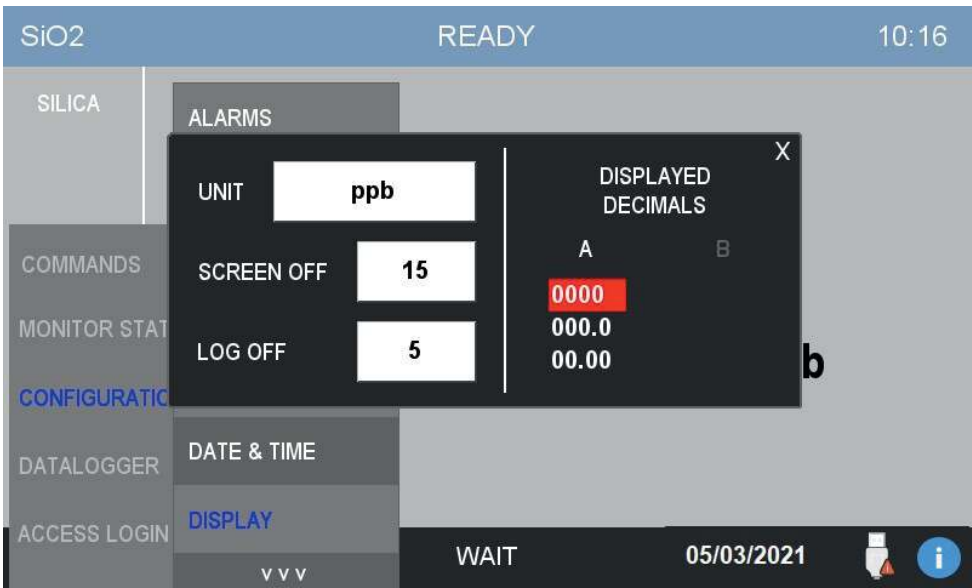 SiO2 READY 10:16
SILICA
ALARMS
X
UNIT ppb
SCREEN OFF 15
LOG OFF 5
DISPLAYED
DECIMALS
A B
0000
000.0
00.00
b
COMMANDS
MONITOR STAT
CONFIGURATIC
DATALOGGER
ACCESS LOGIN
DATE & TIME
DISPLAY
v v v
WAIT 05/03/2021
i